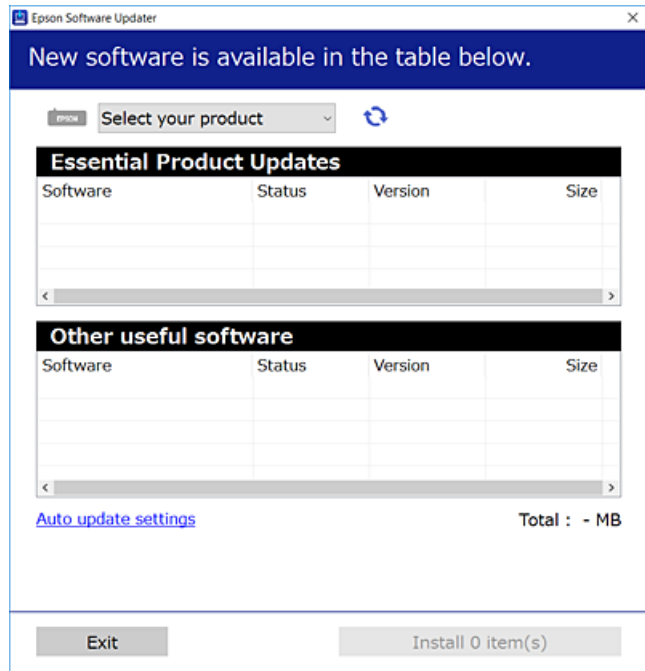 Epson Software Updater
New software is available in the table below.
EPSON Select your product
Essential Product Updates
Software Status Version Size
Other useful software
Software Status Version Size
Auto update settings Total : - MB
Exit Install 0 item(s)